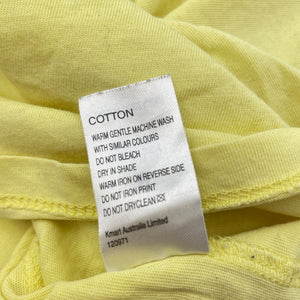 COTTON
WARM GENTLE MACHINE WASH
WITH SIMILAR COLOURS
DO NOT BLEACH
DRY IN SHADE
WARM IRON ON REVERSE SIDE
DO NOT IRON PRINT
DO NOT DRYCLEAN
Kmart Australia Limited
120971